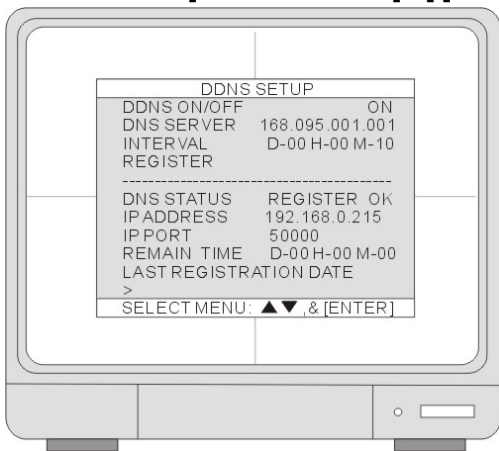 DDNS SETUP
DDNS ON/OFF ON
DNS SERVER 168.095.001.001
INTERVAL D-00 H-00 M-10
REGISTER
--------------------------------------------
DNS STATUS REGISTER OK
IP ADDRESS 192.168.0.215
IP PORT 50000
REMAIN TIME D-00 H-00 M-00
LAST REGISTRATION DATE
>
SELECT MENU: ▲▼,& [ENTER]